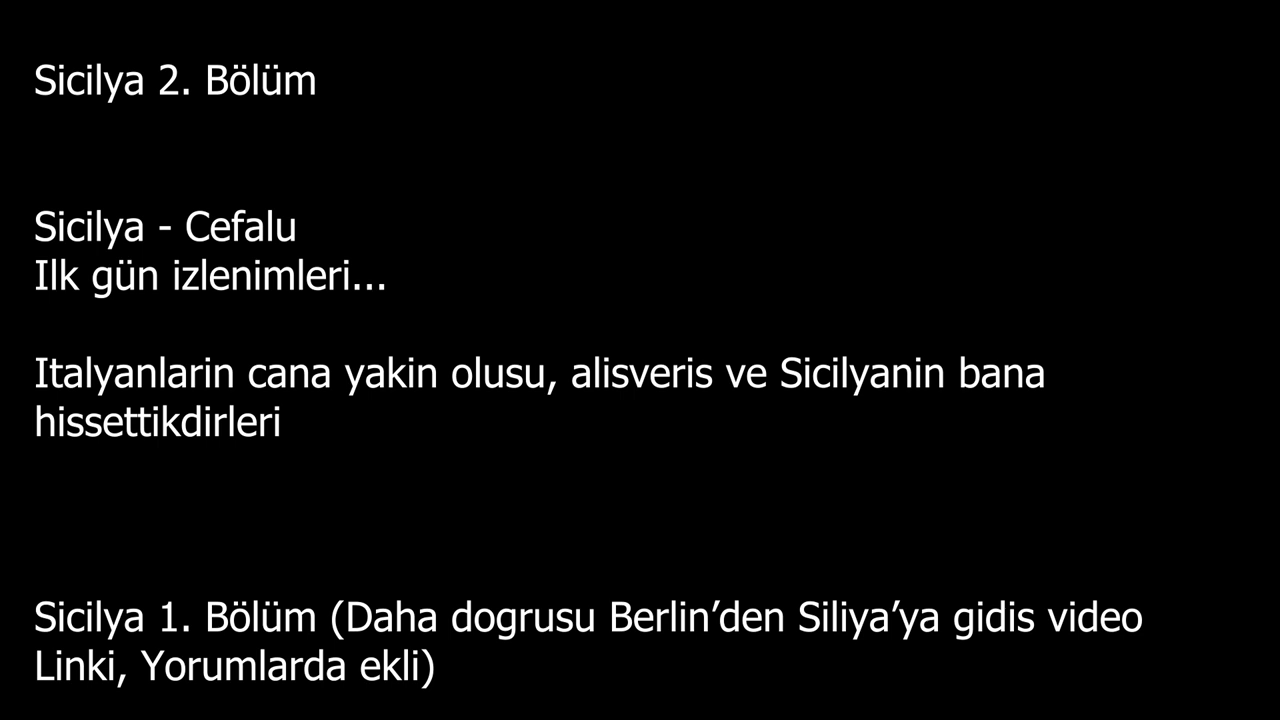 Sicilya 2. Bölüm
Sicilya - Cefalu
Ilk gün izlenimleri...
Italyanlarin cana yakin olusu, alisveris ve Sicilyanin bana
hissettikdirleri
Sicilya 1. Bölüm (Daha dogrusu Berlin’den Siliya’ya gidis video
Linki, Yorumlarda ekli)